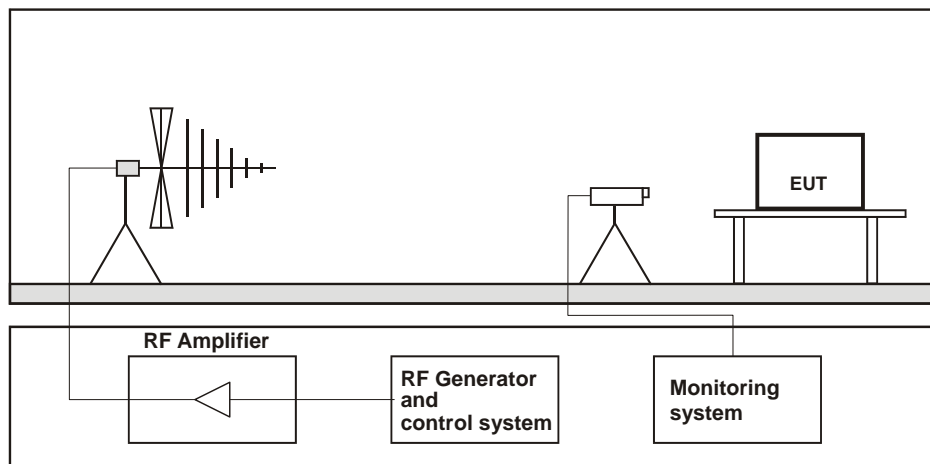 EUT
RF Amplifier
RF Generator
and
control system
Monitoring
system